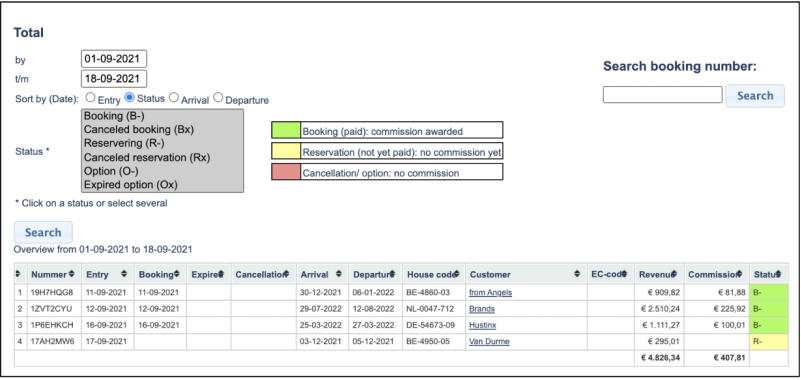 Total
by 01-09-2021
t/m 18-09-2021
Search booking number:
Search
Sort by (Date): Entry Status Arrival Departure
Status *
Booking (B-)
Canceled booking (Bx)
Reservering (R-)
Canceled reservation (Rx)
Option (O-)
Expired option (Ox)
Booking (paid): commission awarded
Reservation (not yet paid): no commission yet
Cancellation/ option: no commission
* Click on a status or select several
Search
Overview from 01-09-2021 to 18-09-2021
Nummer Entry Booking Expire Cancellation Arrival Departure House code Customer EC-code Revenue Commission Status
1 19H7HQG8 11-09-2021 11-09-2021 30-12-2021 06-01-2022 BE-4860-03 from Angels € 909,82 € 81,88 B-
2 1ZVT2CYU 12-09-2021 12-09-2021 29-07-2022 12-08-2022 NL-0047-712 Brands € 2.510,24 € 225,92 B-
3 1P6EHKCH 16-09-2021 16-09-2021 25-03-2022 27-03-2022 DE-54673-09 Hustinx € 1.111,27 € 100,01 B-
4 17AH2MW6 17-09-2021 03-12-2021 05-12-2021 BE-4950-05 Van Durme € 295,01 R-
€ 4.826,34 € 407,81